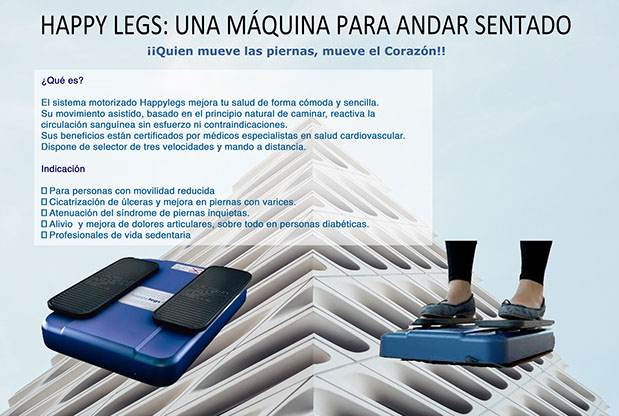 HAPPY LEGS: UNA MÁQUINA PARA ANDAR SENTADO
¡¡Quien mueve las piernas, mueve el Corazón!!
¿Qué es?
El sistema motorizado Happylegs mejora tu salud de forma cómoda y sencilla.
Su movimiento asistido, basado en el principio natural de caminar, reactiva la
circulación sanguínea sin esfuerzo ni contraindicaciones.
Sus beneficios están certificados por médicos especialistas en salud cardiovascular.
Dispone de selector de tres velocidades y mando a distancia.
Indicación
Para personas con movilidad reducida
Cicatrización de úlceras y mejora en piernas con varices.
Atenuación del síndrome de piernas inquietas.
Alivio y mejora de dolores articulares, sobre todo en personas diabéticas.
Profesionales de vida sedentaria